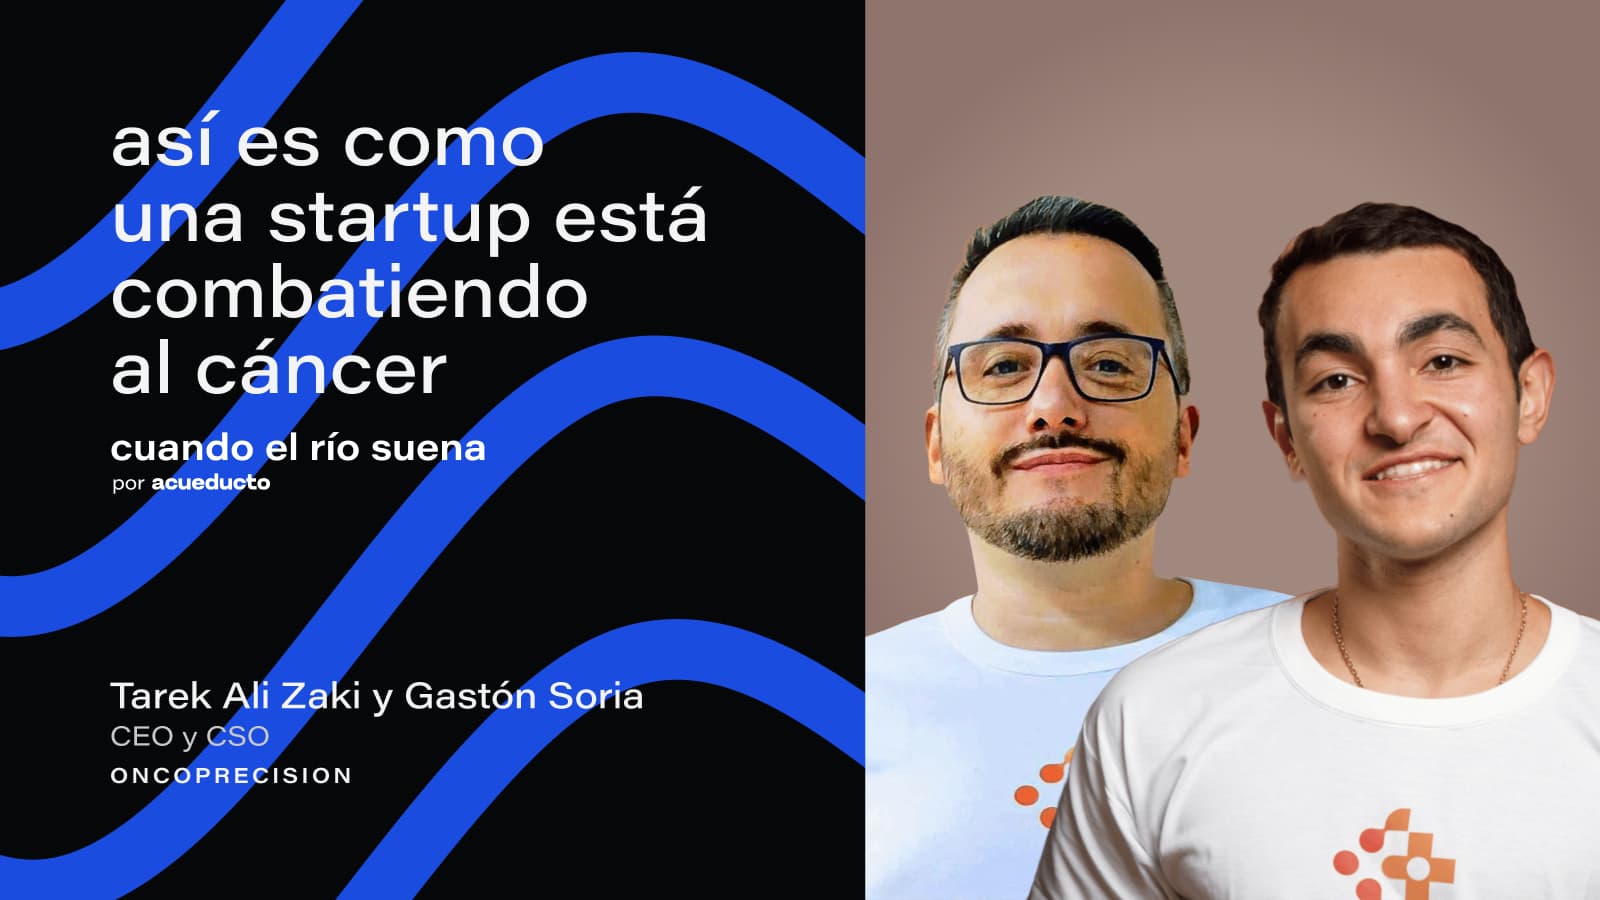 así es como
una startup está
combatiendo
al cáncer
cuando el río suena
por acueducto
Tarek Ali Zaki y Gastón Soria
CEO y CSO
ONCOPRECISION